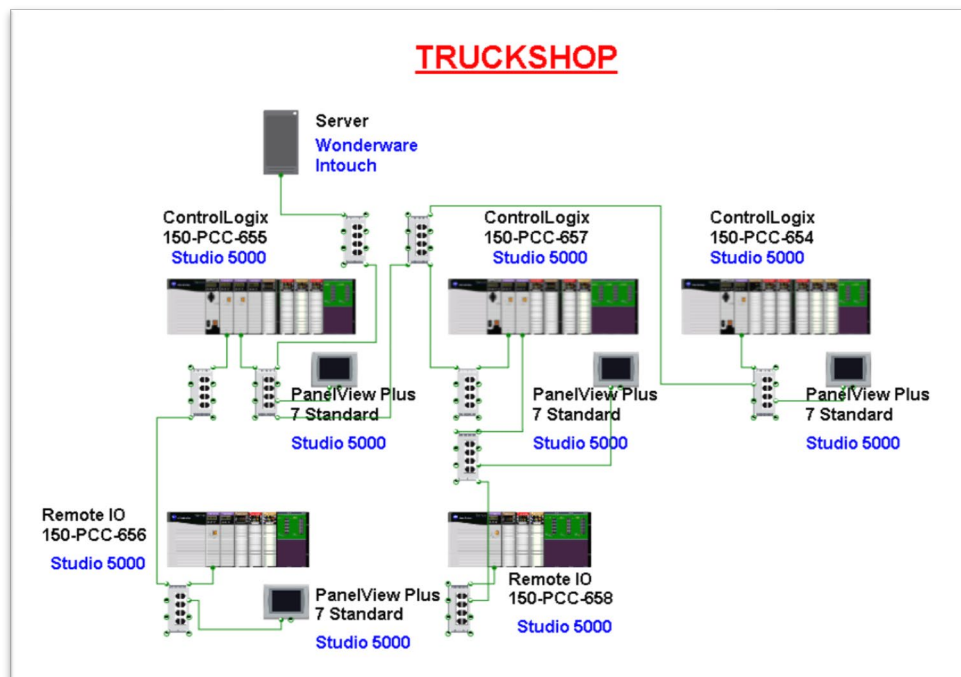 TRUCKSHOP
Server
Wonderware
Intouch
ControlLogix
150-PCC-655
Studio 5000
ControlLogix
150-PCC-657
Studio 5000
ControlLogix
150-PCC-654
Studio 5000
PanelView Plus
7 Standard
Studio 5000
PanelView Plus
7 Standard
Studio 5000
PanelView Plus
7 Standard
Studio 5000
Remote IO
150-PCC-656
Studio 5000
PanelView Plus
7 Standard
Studio 5000
Remote IO
150-PCC-658
Studio 5000